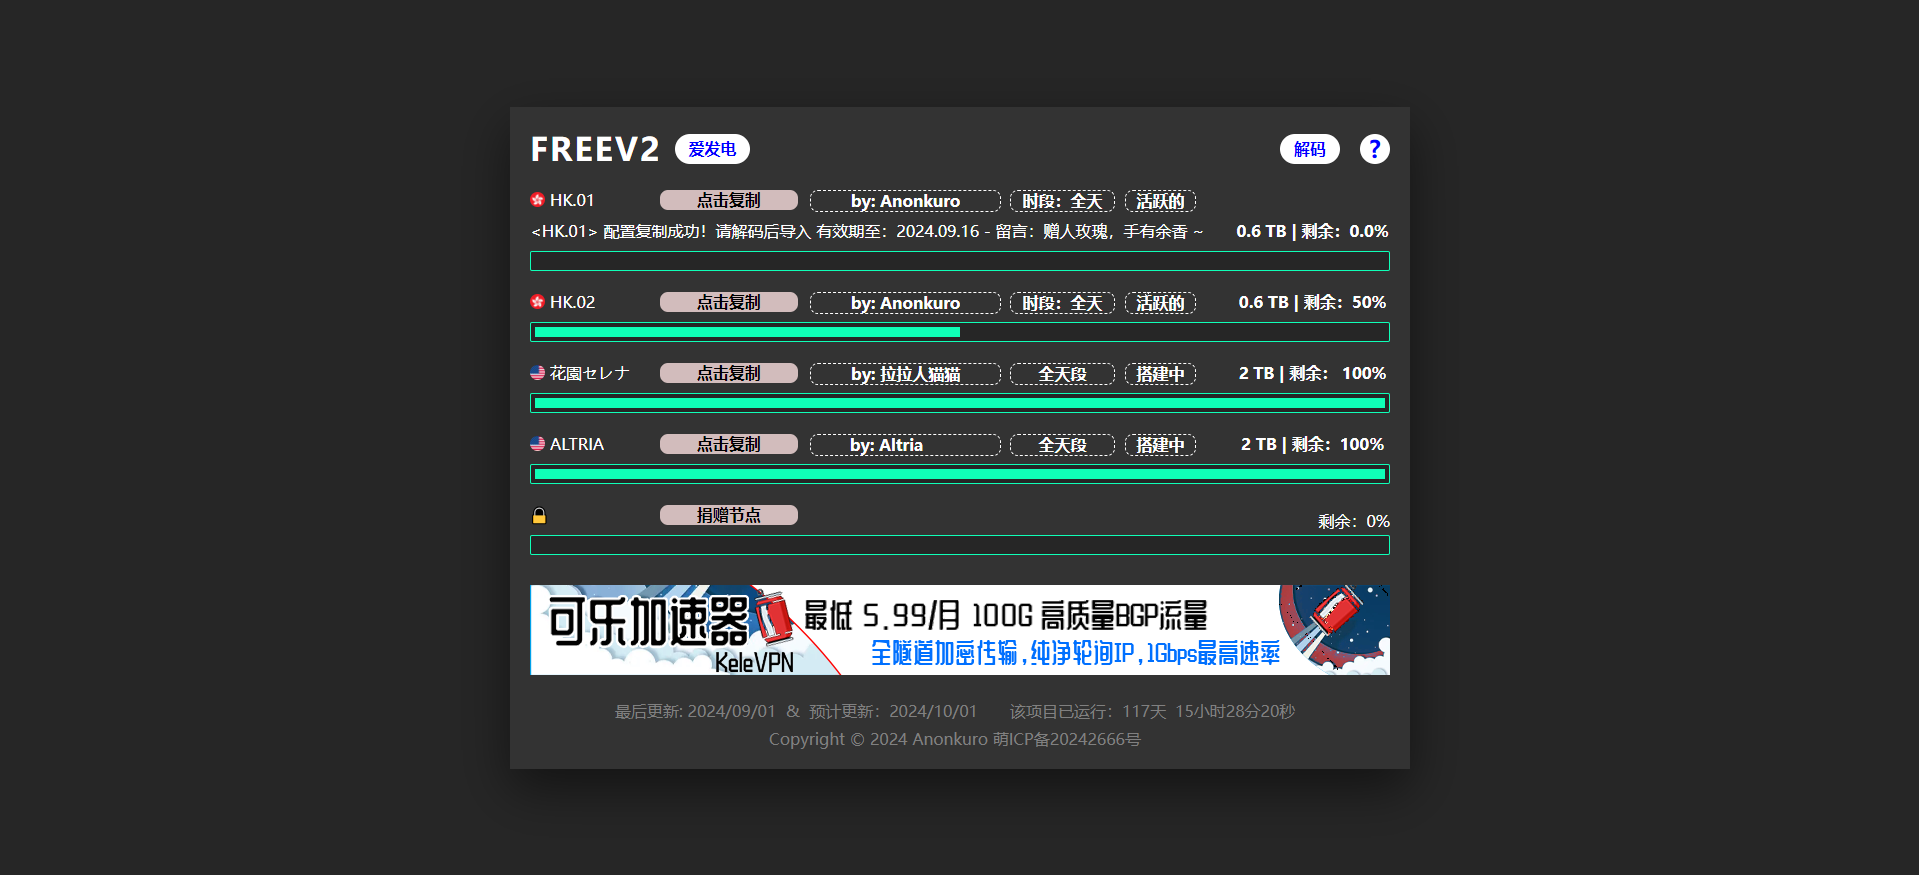 FREEV2 爱发电 解码 ?
HK.01 点击复制 by: Anonkuro 时段：全天 活跃的
<HK.01> 配置复制成功！请解码后导入 有效期至：2024.09.16 - 留言：赠人玫瑰，手有余香 ~ 0.6 TB | 剩余：0.0%
HK.02 点击复制 by: Anonkuro 时段：全天 活跃的 0.6 TB | 剩余：50%
花園セレナ 点击复制 by: 拉拉人猫猫 全天段 搭建中 2 TB | 剩余： 100%
ALTRIA 点击复制 by: Altria 全天段 搭建中 2 TB | 剩余：100%
捐赠节点 剩余：0%
可乐加速器 最低 5.99/月 100G 高质量BGP流量
KeleVPN 全隧道加密传输,纯净轮询IP,1Gbps最高速率
最后更新: 2024/09/01 & 预计更新：2024/10/01 该项目已运行：117天 15小时28分20秒
Copyright © 2024 Anonkuro 萌ICP备20242666号